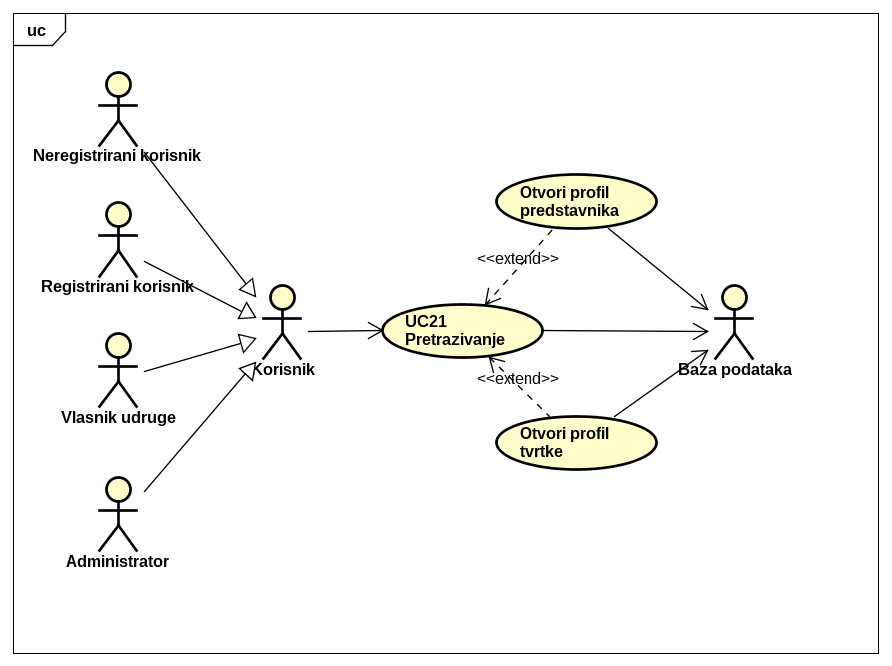 uc
Neregistrirani korisnik
Registrirani korisnik
Vlasnik udruge
Administrator
Korisnik
UC21
Pretrazivanje
Otvori profil
predstavnika
<<extend>>
<<extend>>
Otvori profil
tvrtke
Baza podataka